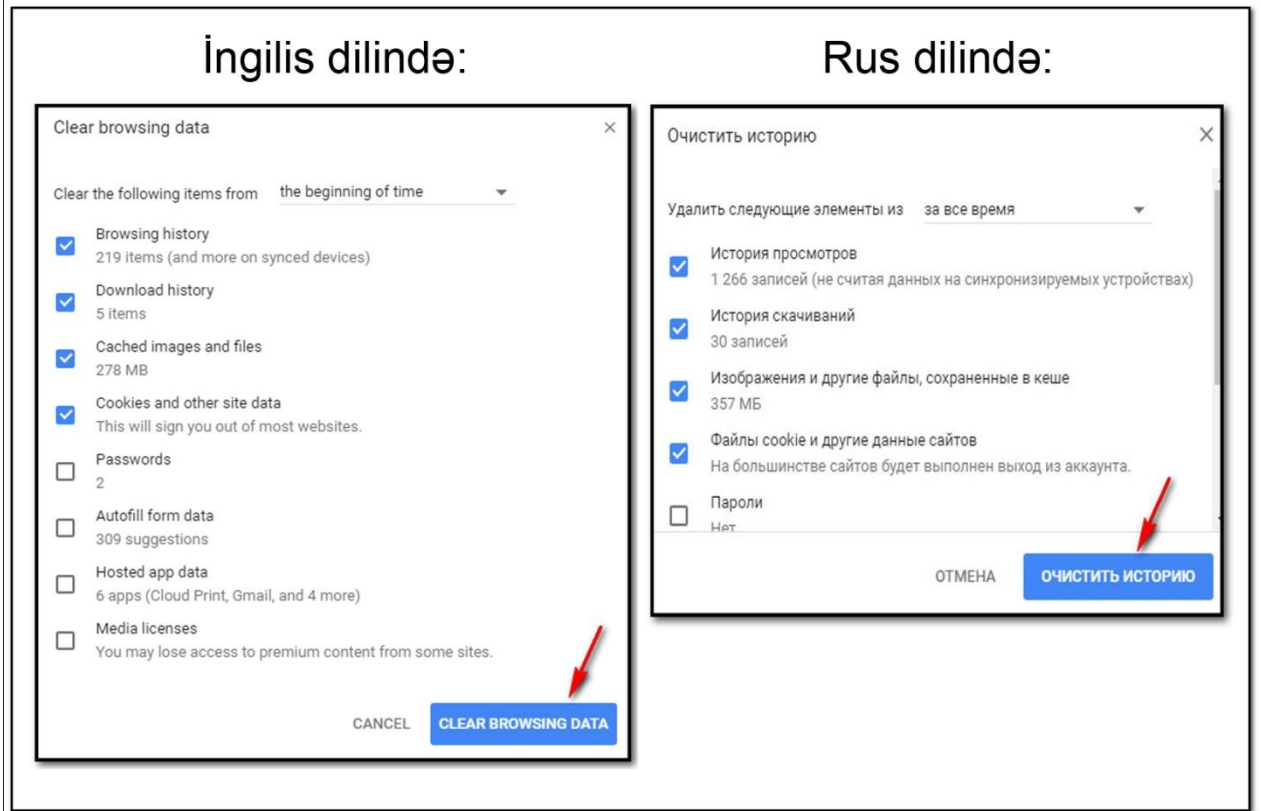 İngilis dilində:
Clear browsing data
Clear the following items from the beginning of time
Browsing history
219 items (and more on synced devices)
Download history
5 items
Cached images and files
278 MB
Cookies and other site data
This will sign you out of most websites.
Passwords
2
Autofill form data
309 suggestions
Hosted app data
6 apps (Cloud Print, Gmail, and 4 more)
Media licenses
You may lose access to premium content from some sites.
CANCEL CLEAR BROWSING DATA
Rus dilində:
Очистить историю
Удалить следующие элементы из за все время
История просмотров
1 266 записей (не считая данных на синхронизируемых устройствах)
История скачиваний
30 записей
Изображения и другие файлы, сохраненные в кеше
357 МБ
Файлы cookie и другие данные сайтов
На большинстве сайтов будет выполнен выход из аккаунта.
Пароли
Нет
ОТМЕНА ОЧИСТИТЬ ИСТОРИЮ